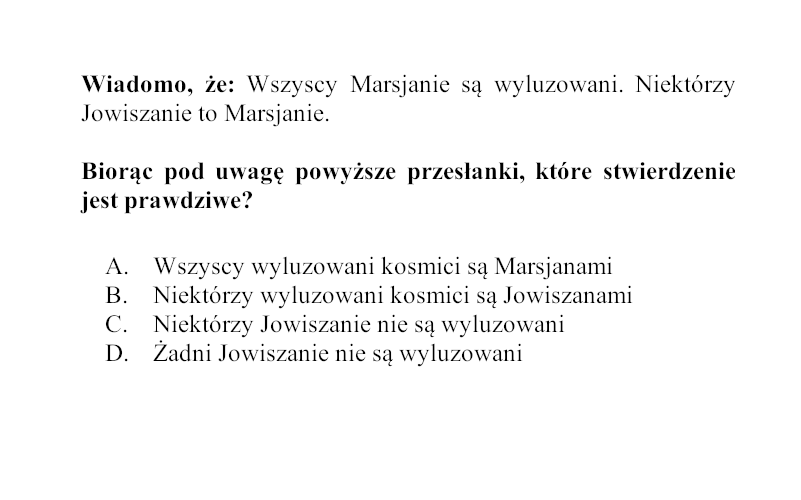 Wiadomo, że: Wszyscy Marsjanie są wyluzowani. Niektórzy
Jowiszanie to Marsjanie.
Biorąc pod uwagę powyższe przesłanki, które stwierdzenie
jest prawdziwe?
A. Wszyscy wyluzowani kosmici są Marsjanami
B. Niektórzy wyluzowani kosmici są Jowiszanami
C. Niektórzy Jowiszanie nie są wyluzowani
D. Żadni Jowiszanie nie są wyluzowani